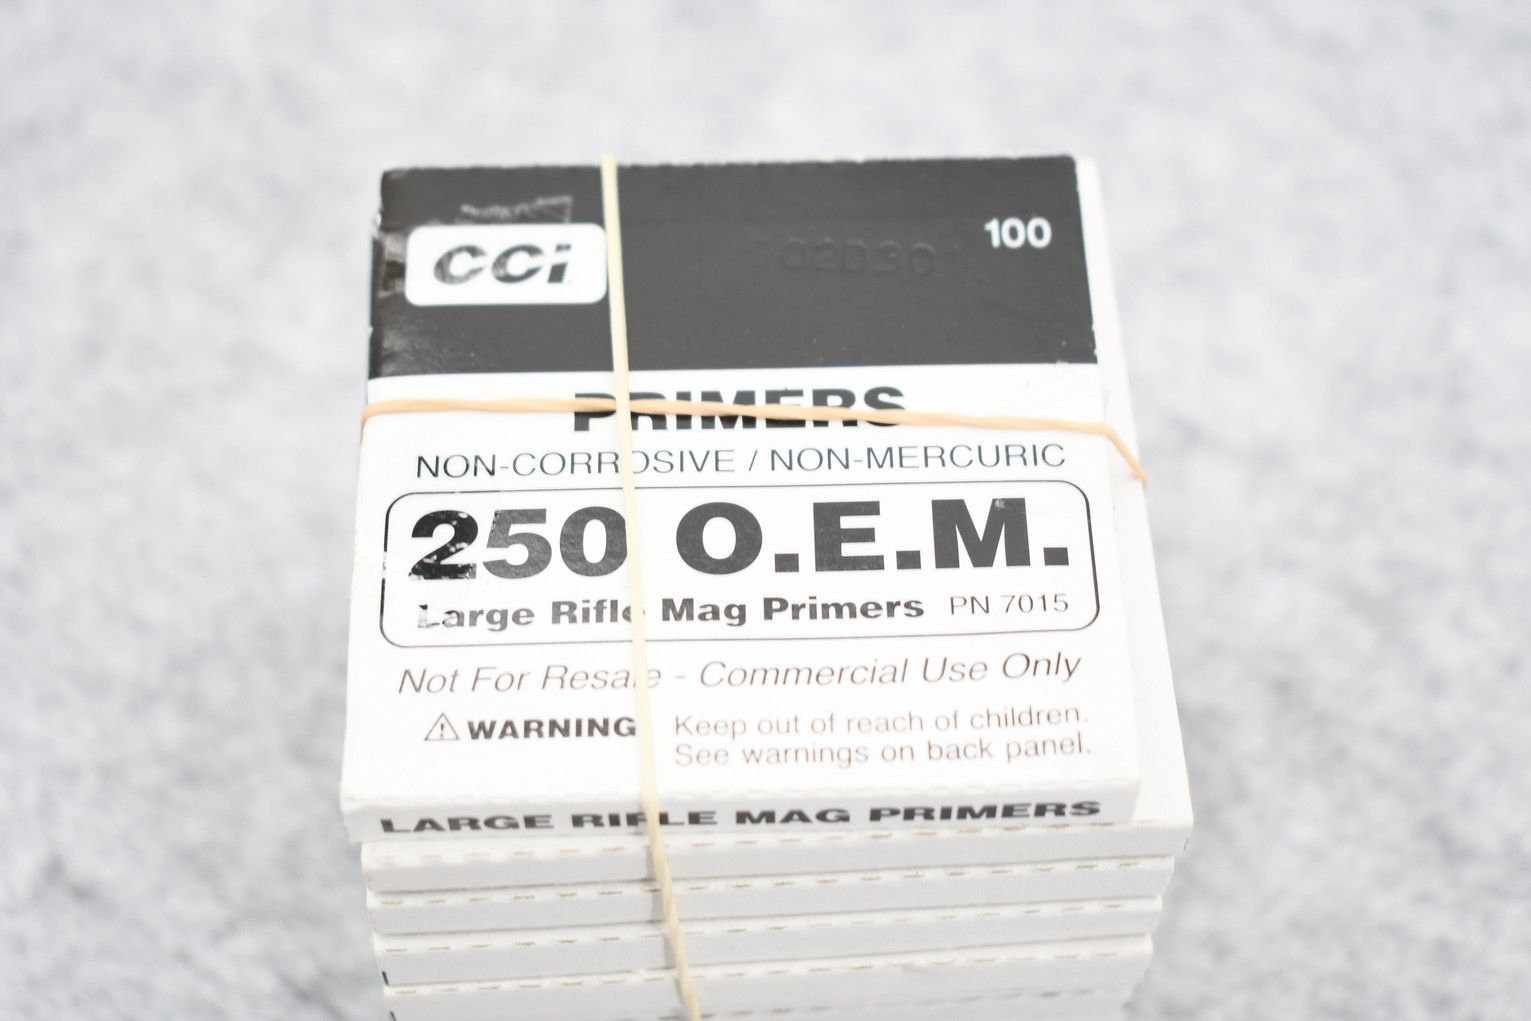 CCi
100
PRIMERS
NON-CORROSIVE / NON-MERCURIC
250 O.E.M.
Large Rifle Mag Primers PN 7015
Not For Resale - Commercial Use Only
WARNING Keep out of reach of children.
See warnings on back panel.
LARGE RIFLE MAG PRIMERS